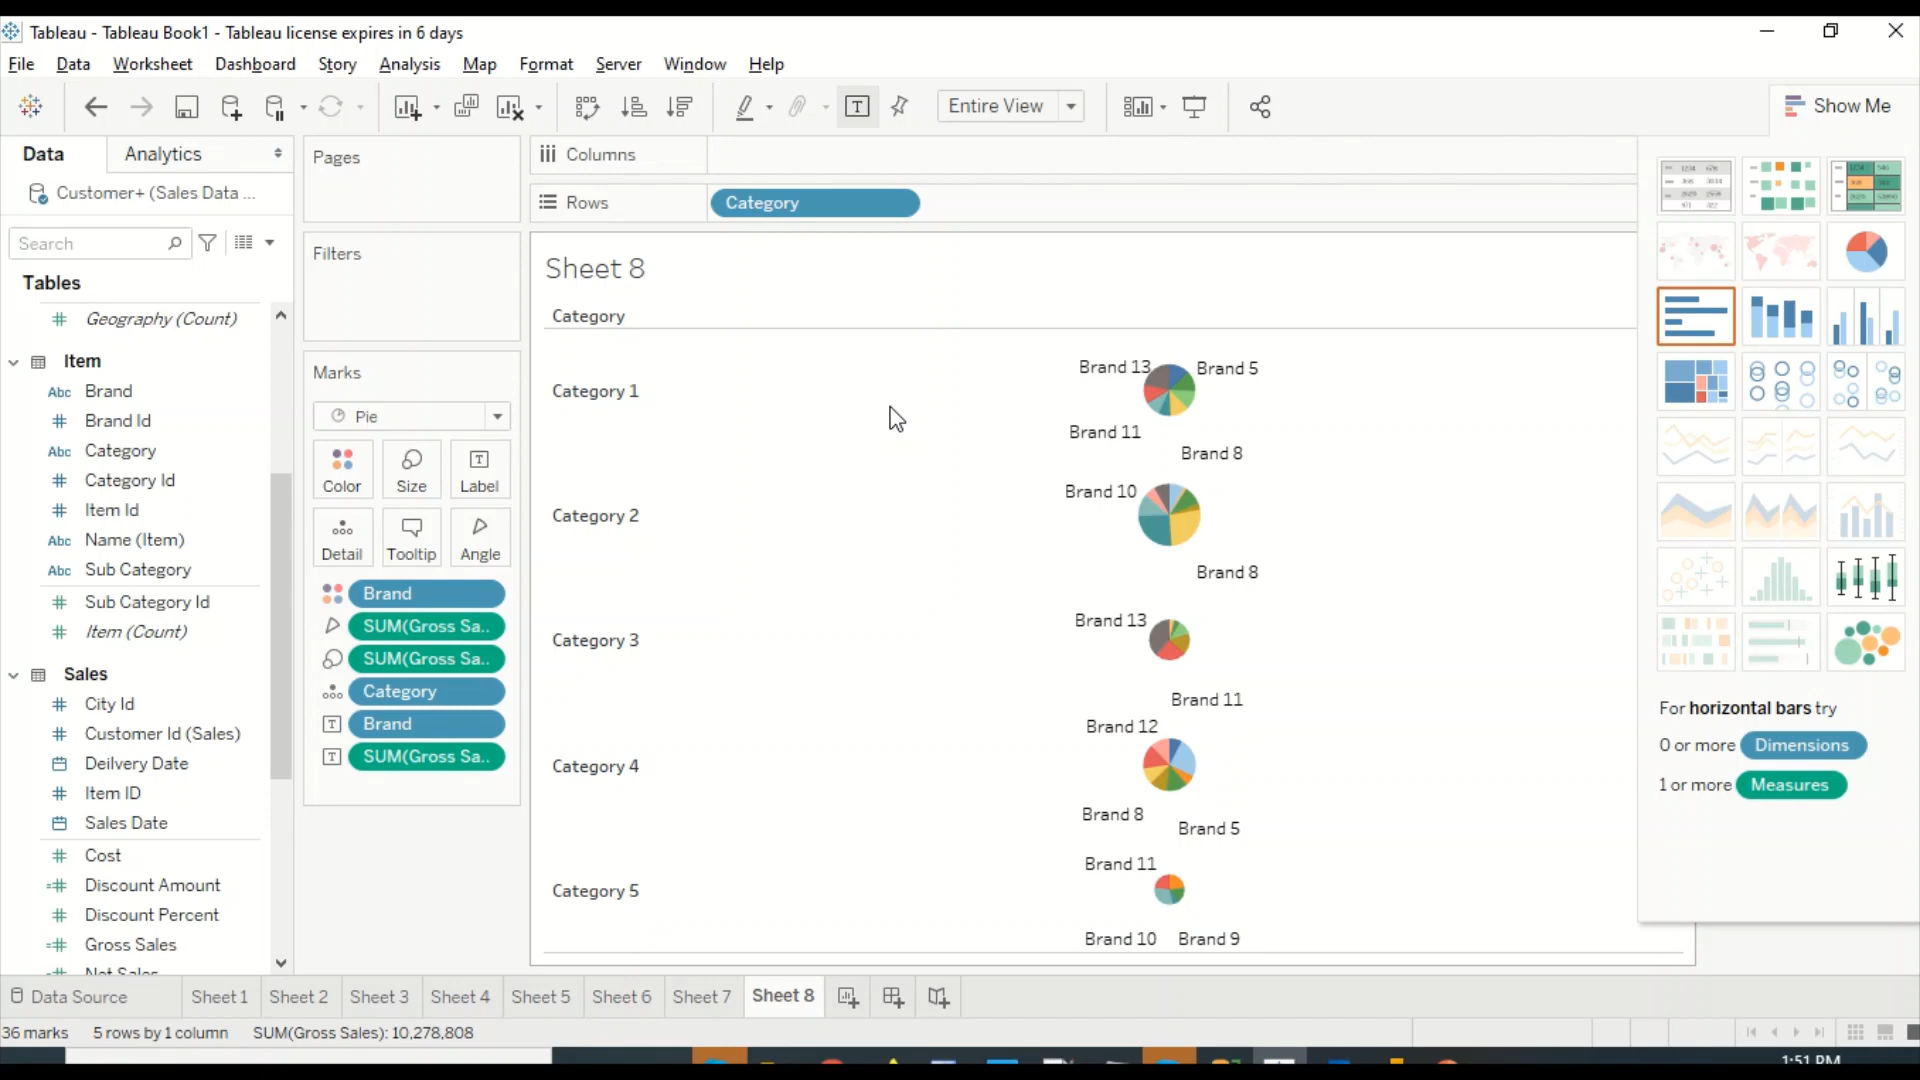 Tableau - Tableau Book1 - Tableau license expires in 6 days
File Data Worksheet Dashboard Story Analysis Map Format Server Window Help
Entire View
Show Me
Data
Analytics
Customer+ (Sales Data ...
Search
Tables
Geography (Count)
Item
Abc Brand
Brand Id
Abc Category
Category Id
Item Id
Abc Name (Item)
Abc Sub Category
Sub Category Id
Item (Count)
Sales
City Id
Customer Id (Sales)
Deilvery Date
Item ID
Sales Date
Cost
Discount Amount
Discount Percent
Gross Sales
Net Sales
Pages
Filters
Marks
Pie
Color Size Label
Detail Tooltip Angle
Brand
SUM(Gross Sa..
SUM(Gross Sa..
Category
Brand
SUM(Gross Sa..
Columns
Rows
Category
Sheet 8
Category
Category 1
Brand 13
Brand 5
Brand 11
Brand 8
Category 2
Brand 10
Brand 8
Category 3
Brand 13
Brand 11
Category 4
Brand 12
Brand 8
Brand 5
Category 5
Brand 11
Brand 10
Brand 9
For horizontal bars try
0 or more Dimensions
1 or more Measures
Data Source Sheet 1 Sheet 2 Sheet 3 Sheet 4 Sheet 5 Sheet 6 Sheet 7 Sheet 8
36 marks 5 rows by 1 column SUM(Gross Sales): 10,278,808
1:51 PM